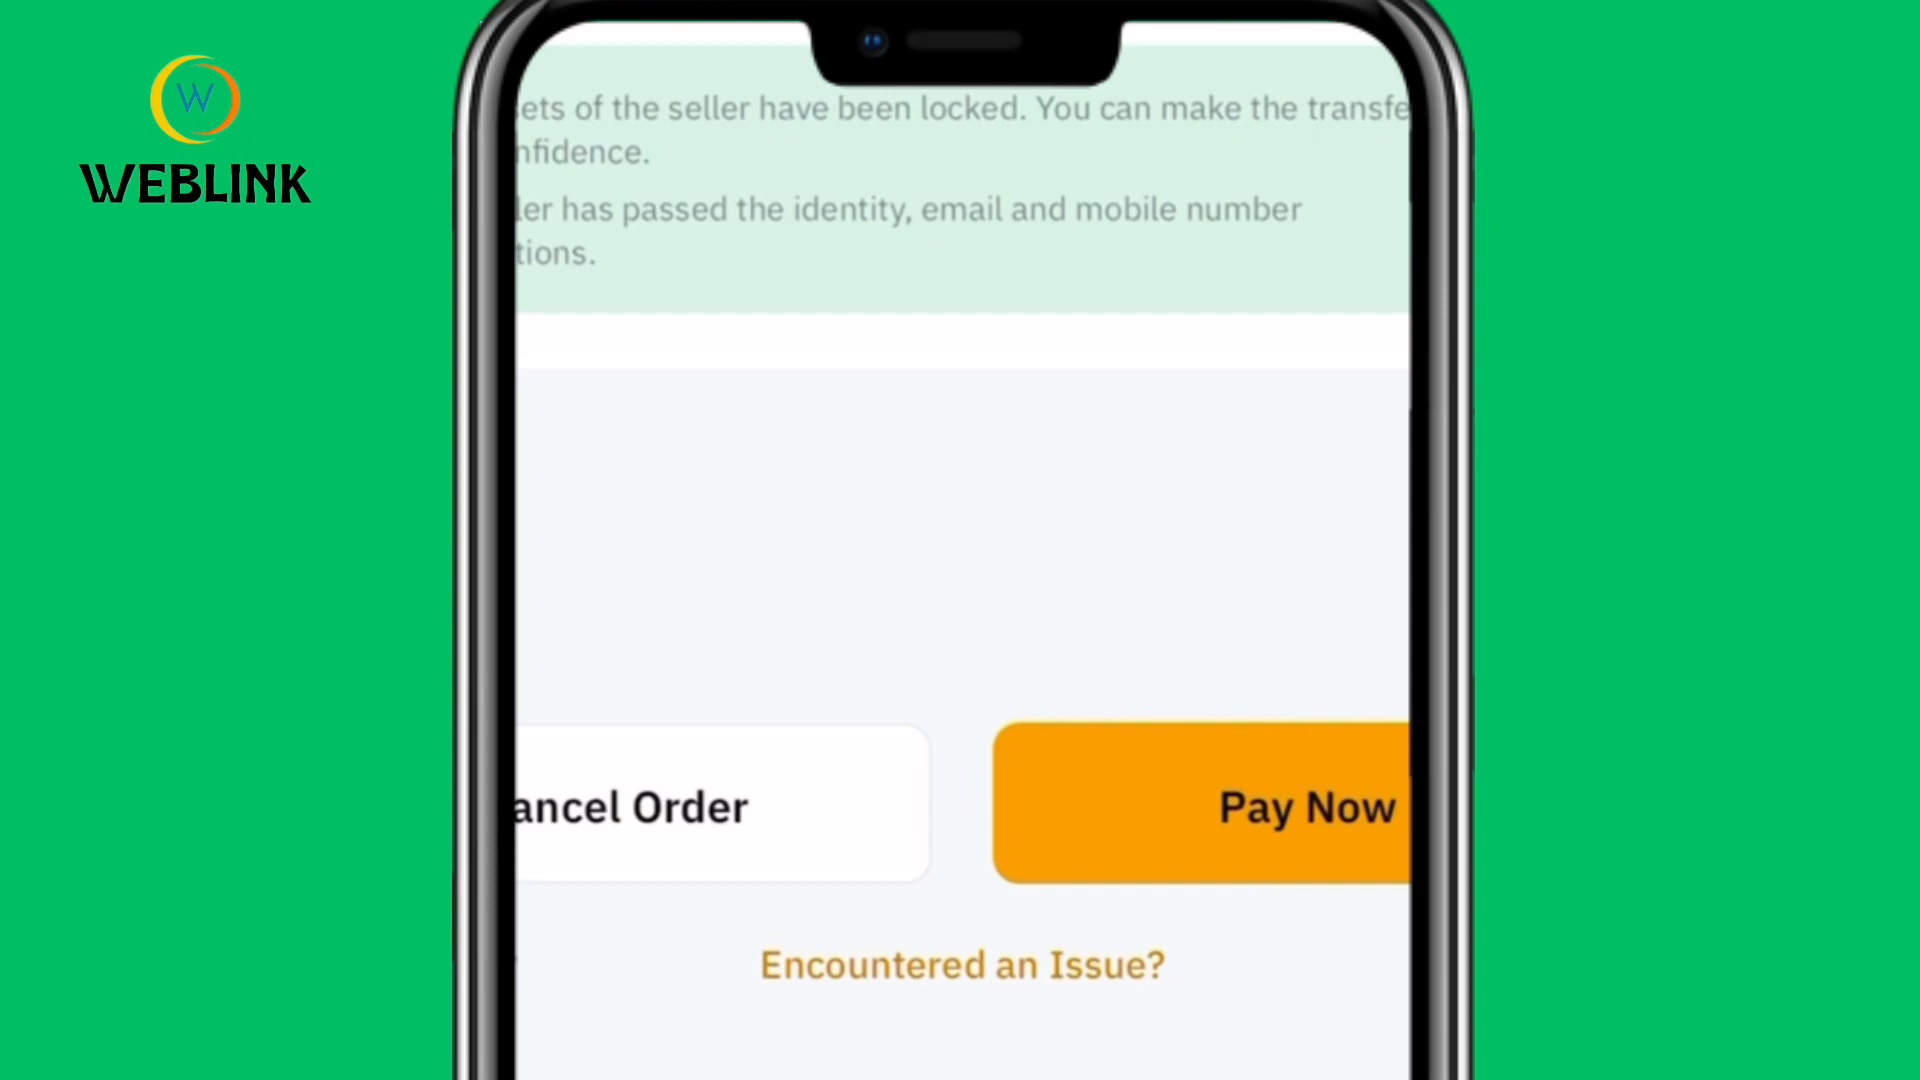 W
WEBLINK
sets of the seller have been locked. You can make the transfe
nfidence.
ler has passed the identity, email and mobile number
tions.
ancel Order
Pay Now
Encountered an Issue?